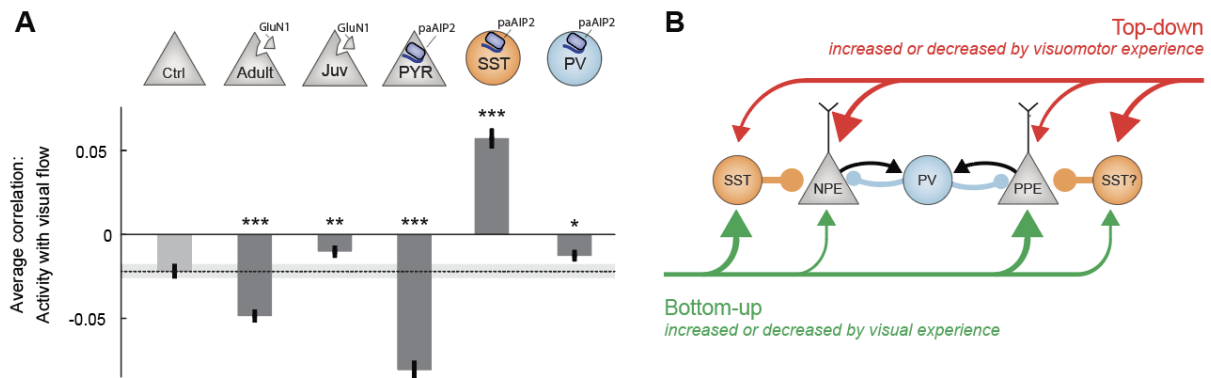 A
GluN1
GluN1
paAIP2
paAIP2
paAIP2
Ctrl
Adult
Juv
PYR
SST
PV
Average correlation:
Activity with visual flow
0.05
0
-0.05
***
**
***
***
*
B
Top-down
increased or decreased by visuomotor experience
SST
NPE
PV
PPE
SST?
Bottom-up
increased or decreased by visual experience